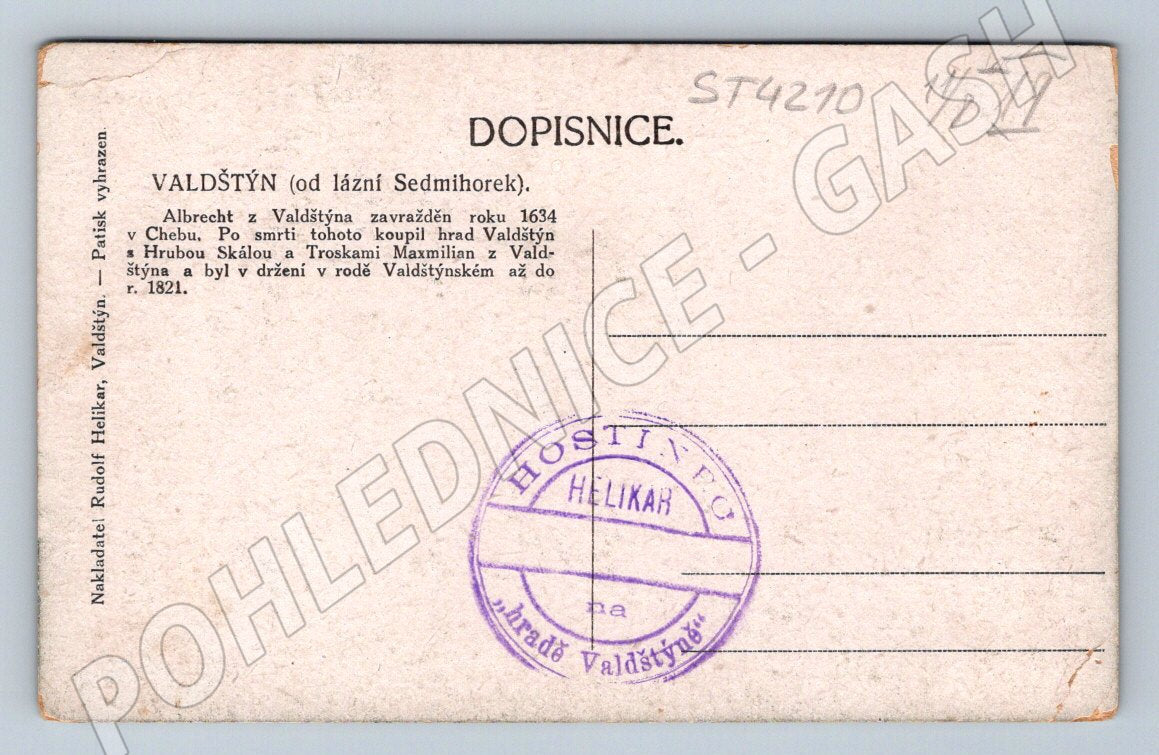 ST4210
DOPISNICE.
VALDŠTÝN (od lázní Sedmihorek).
Albrecht z Valdštýna zavražděn roku 1634
v Chebu. Po smrti tohoto koupil hrad Valdštýn
s Hrubou Skálou a Troskami Maxmilian z Vald-
štýna a byl v držení v rodě Valdštýnském až do
r. 1821.
Nakladatel Rudolf Helikar, Valdštýn. — Patisk vyhrazen.
HOSTINEC
HELIKAR
na
„hradě Valdštýně“
POHLEDNICE - GASH